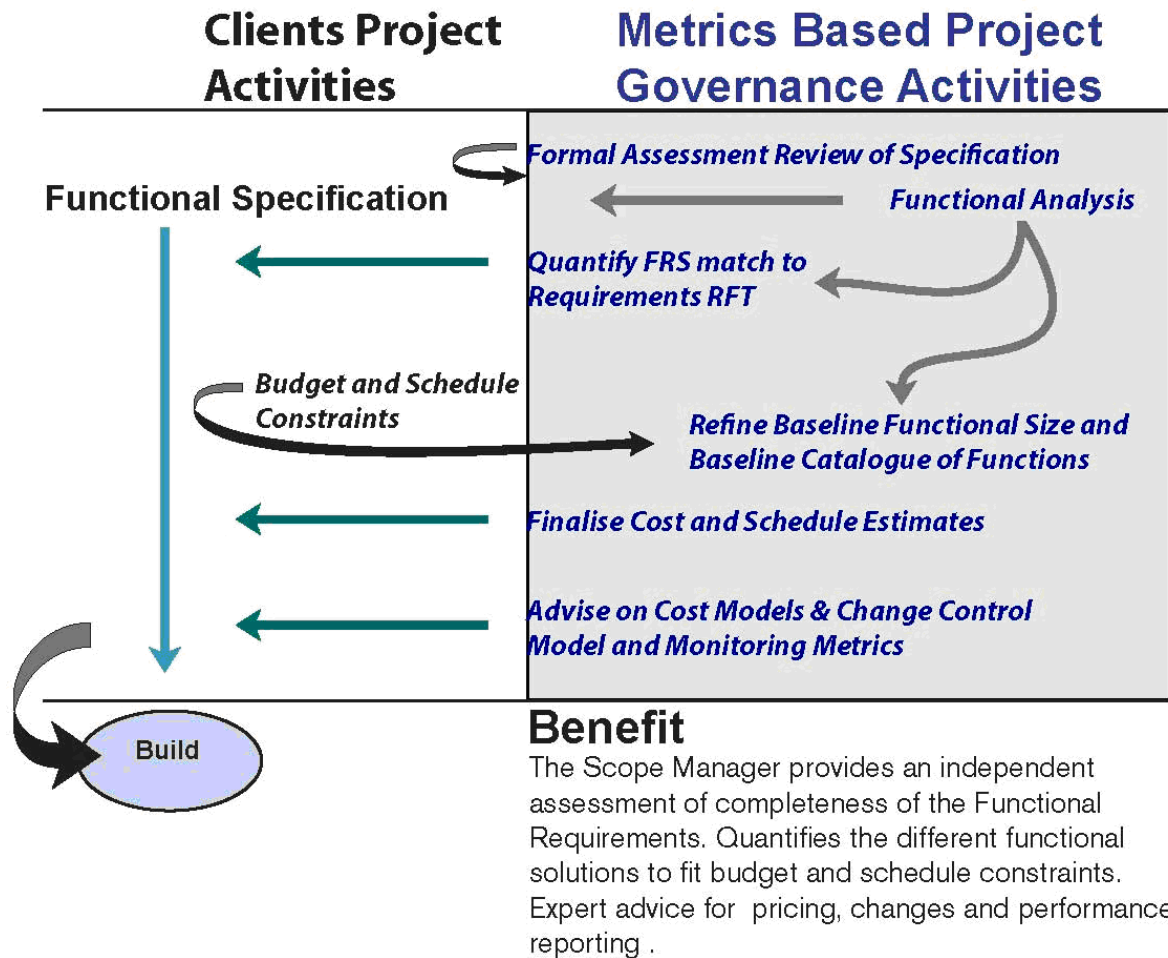 Clients Project
Activities
Metrics Based Project
Governance Activities
Formal Assessment Review of Specification
Functional Specification
Functional Analysis
Quantify FRS match to
Requirements RFT
Budget and Schedule
Constraints
Refine Baseline Functional Size and
Baseline Catalogue of Functions
Finalise Cost and Schedule Estimates
Advise on Cost Models & Change Control
Model and Monitoring Metrics
Build
Benefit
The Scope Manager provides an independent
assessment of completeness of the Functional
Requirements. Quantifies the different functional
solutions to fit budget and schedule constraints.
Expert advice for pricing, changes and performance
reporting .